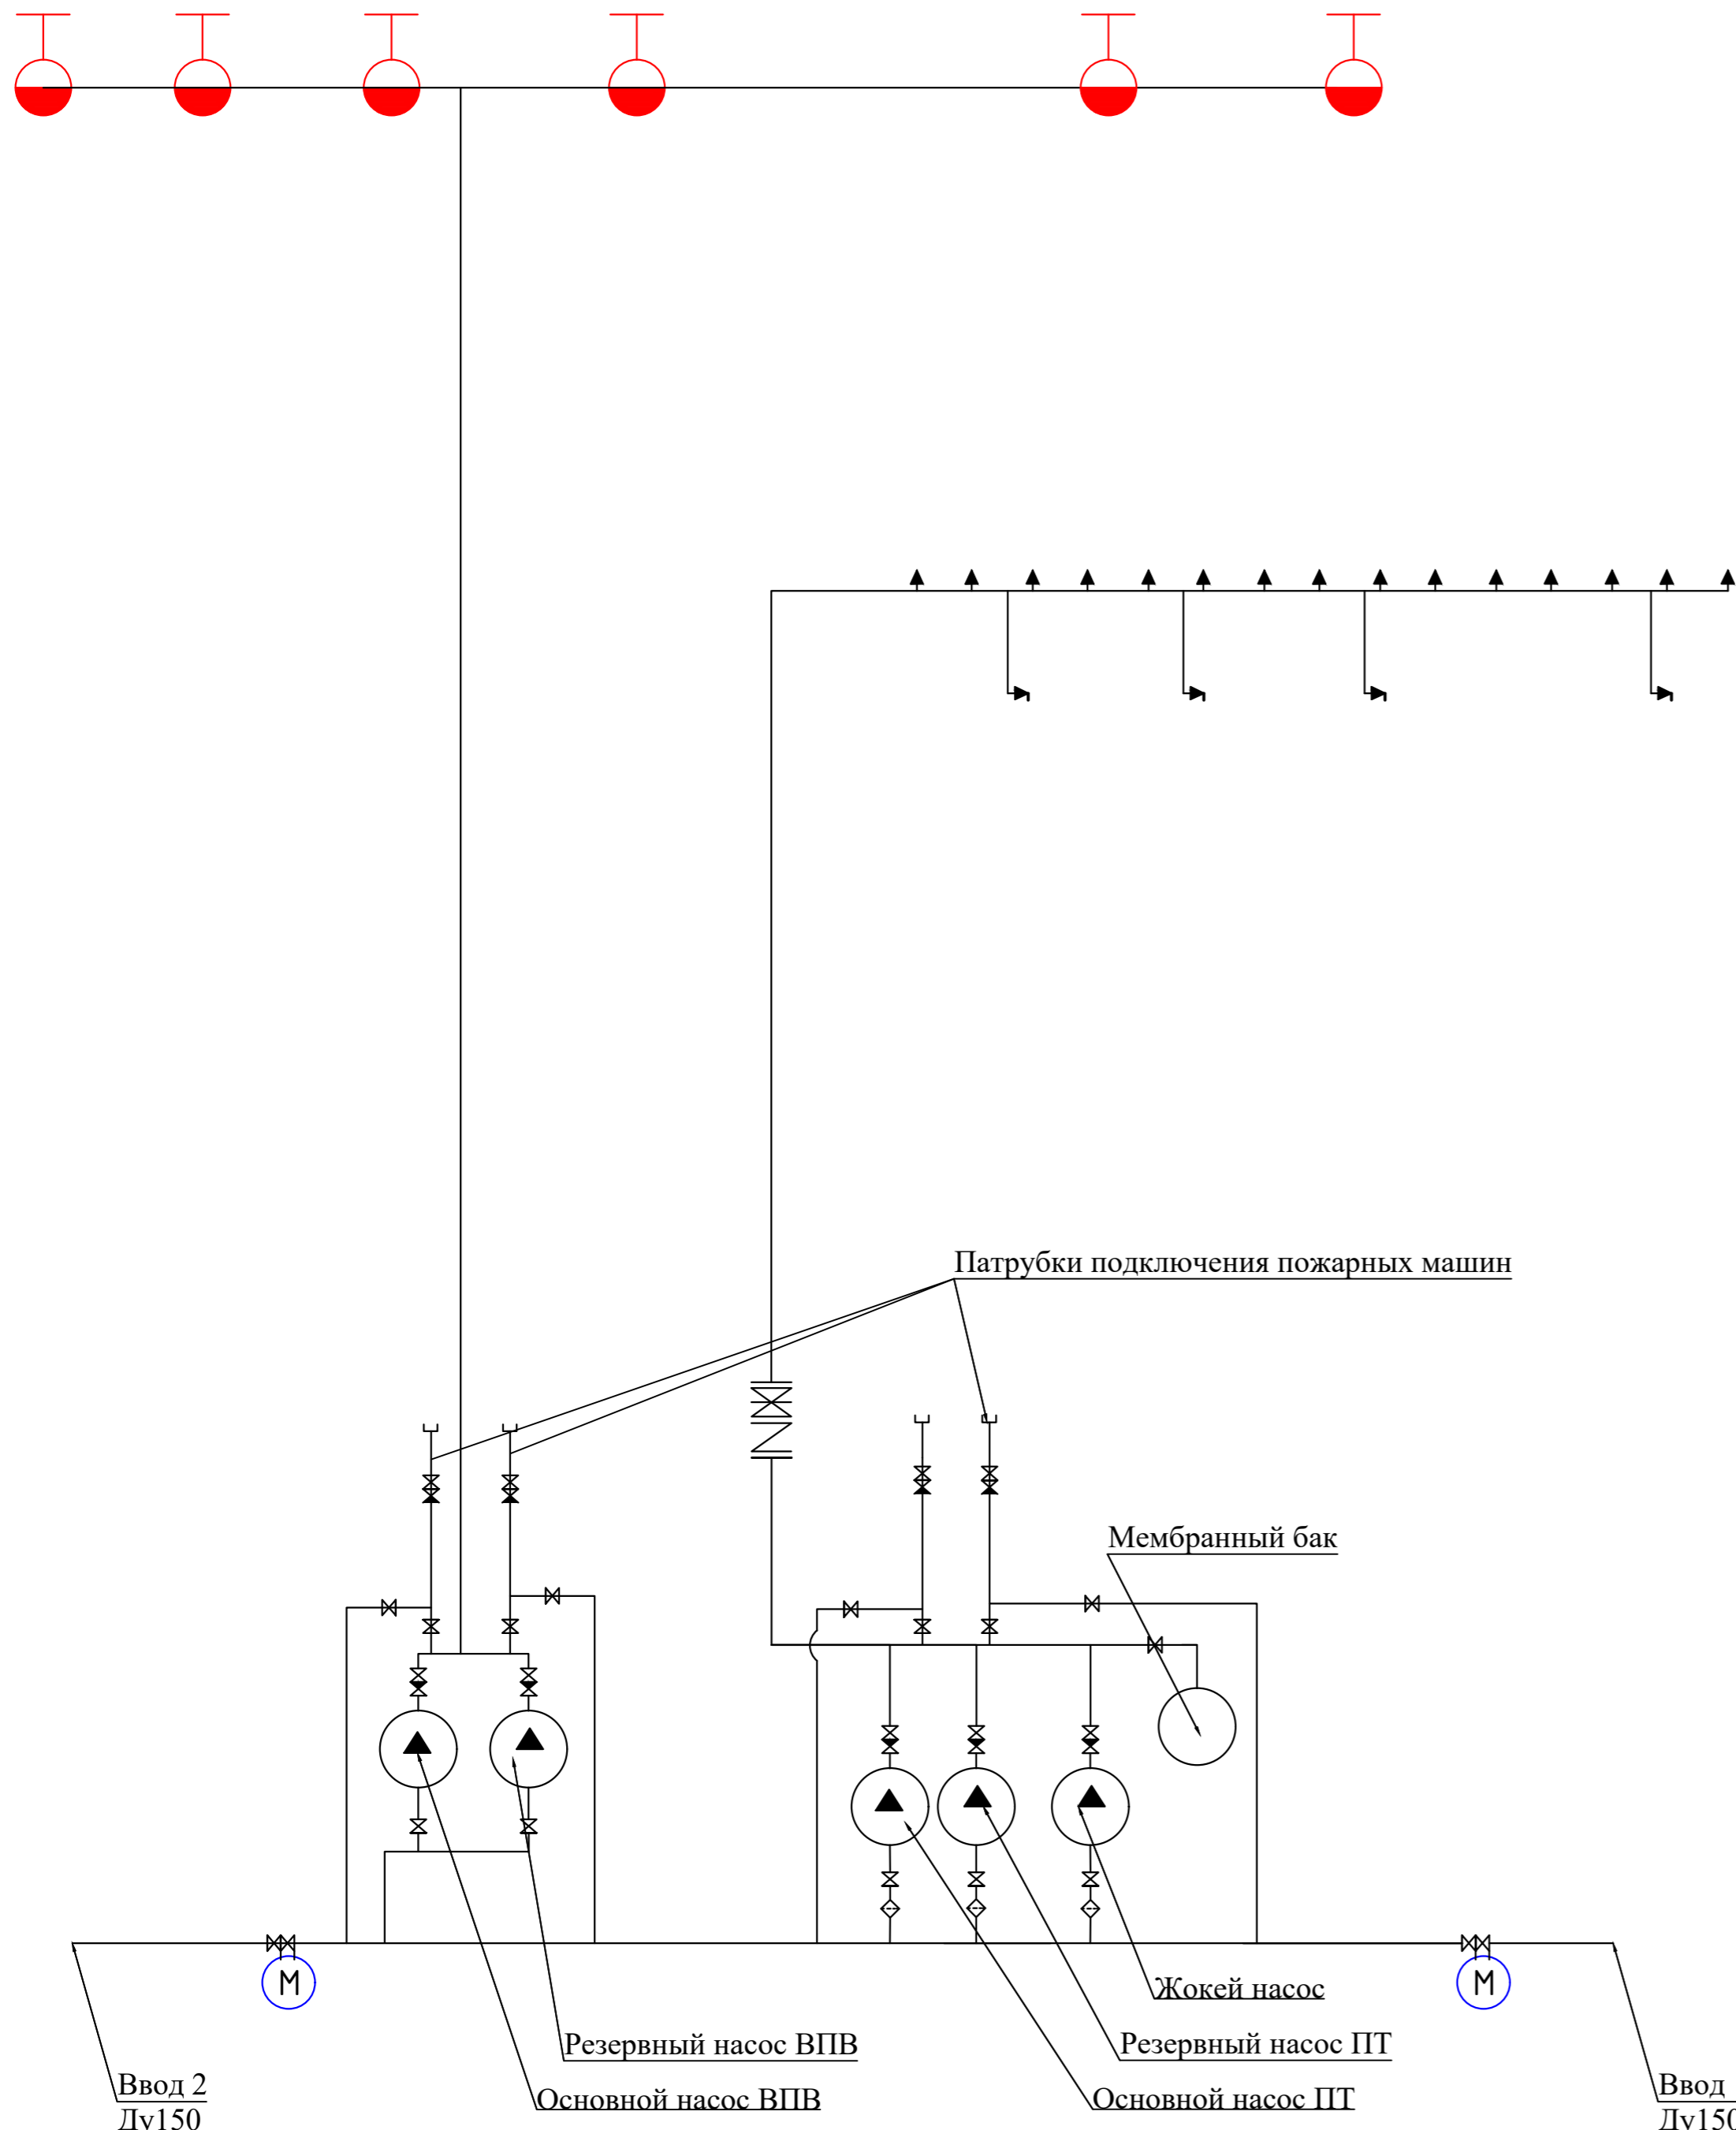 Патрубки подключения пожарных машин
Мембранный бак
М
М
Жокей насос
Резервный насос ВПВ
Резервный насос ПТ
Ввод 2
Ду150
Основной насос ВПВ
Основной насос ПТ
Ввод
Ду150